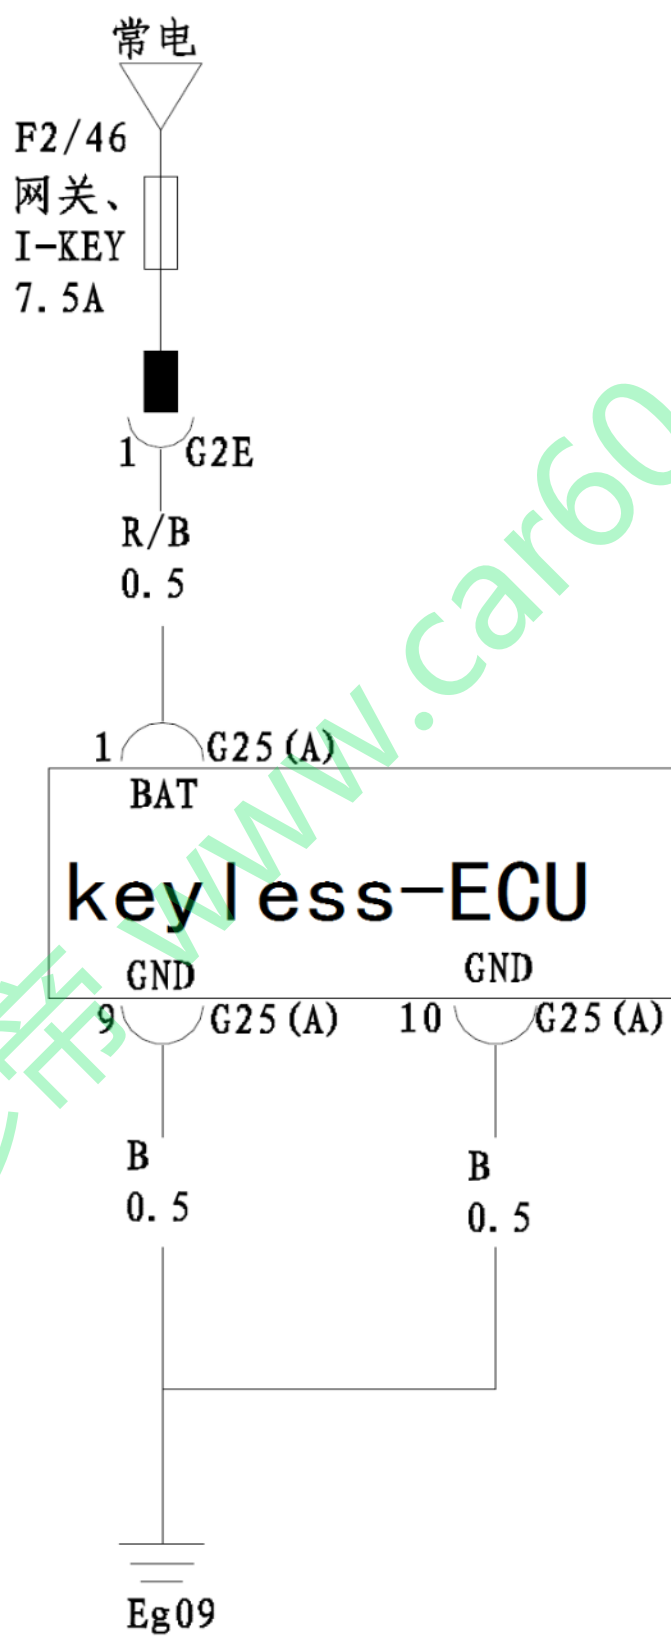 常电
F2/46
网关、
I-KEY
7.5A
1 G2E
R/B
0.5
1 G25(A)
BAT
keyless-ECU
GND GND
9 G25(A) 10 G25(A)
B B
0.5 0.5
Eg09
帝 www.car60